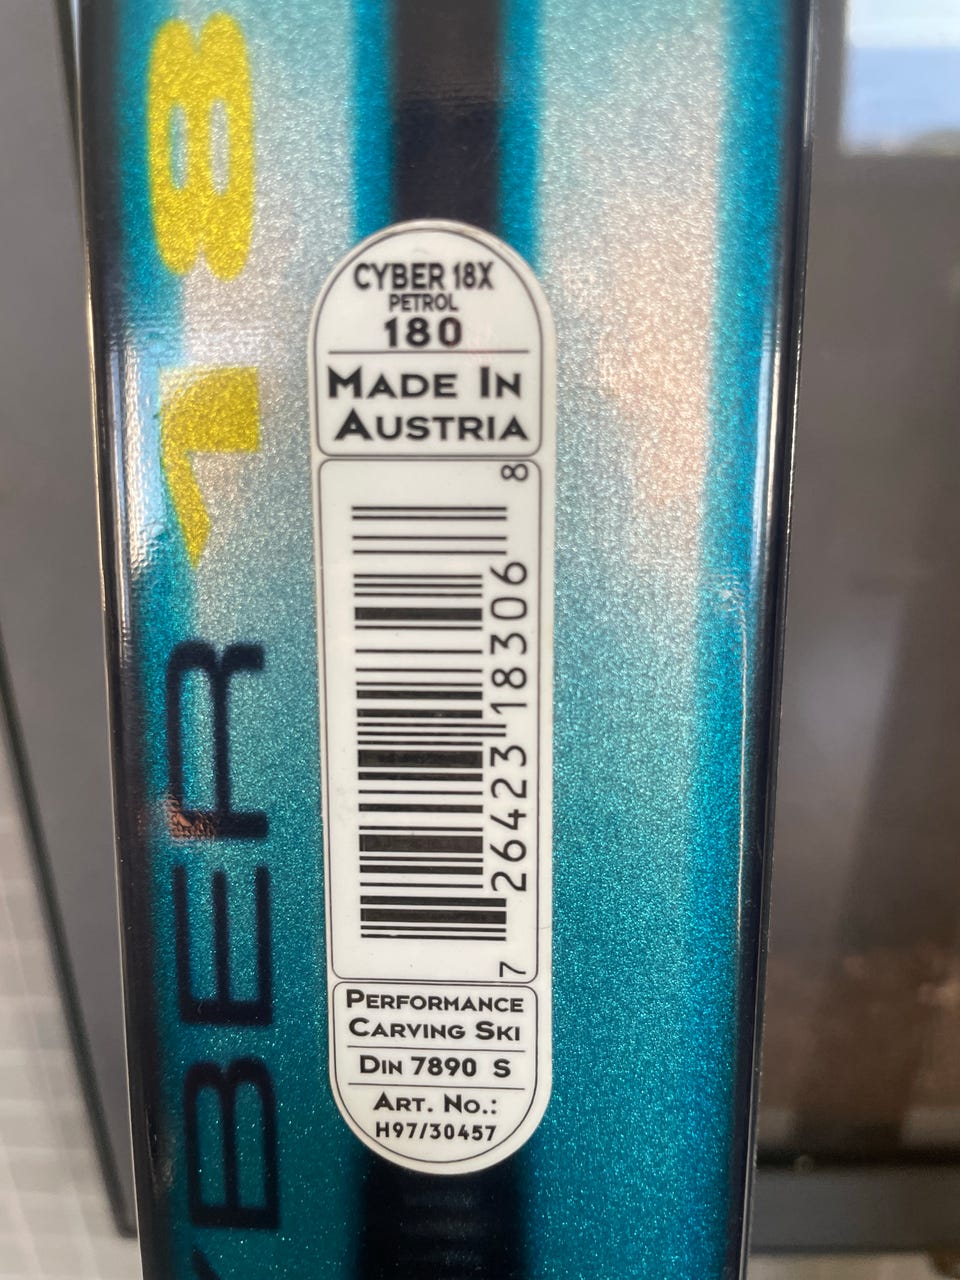 CYBER 18
CYBER 18X
PETROL
180
MADE IN
AUSTRIA
7 26423 18306 8
PERFORMANCE
CARVING SKI
DIN 7890 S
ART. NO.:
H97/30457